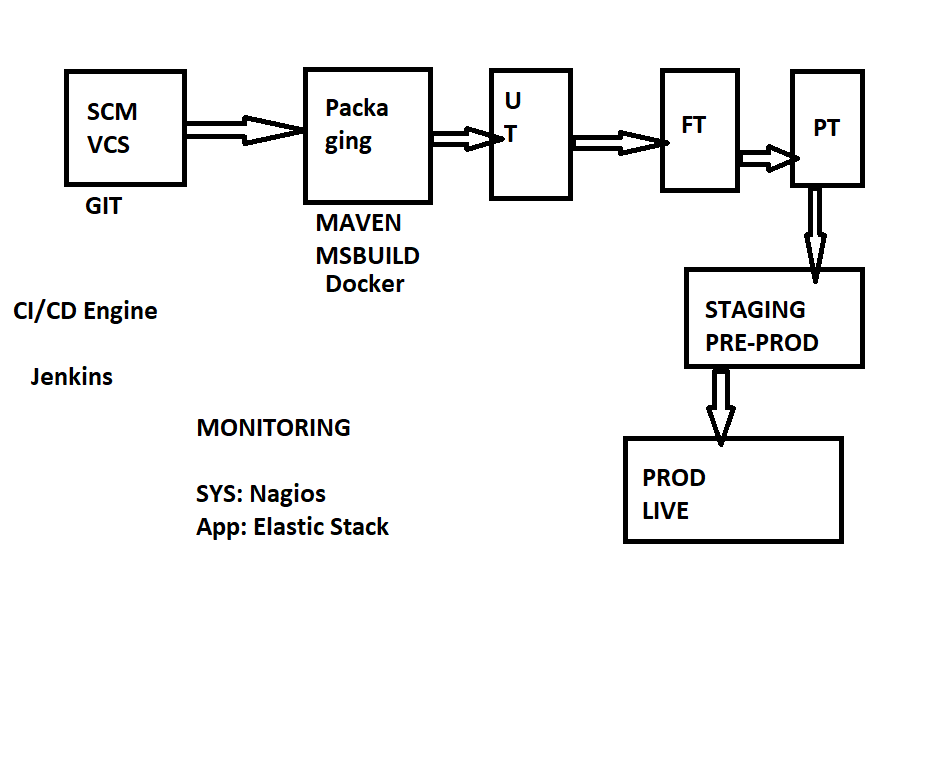 SCM
VCS
GIT
Packa
ging
MAVEN
MSBUILD
Docker
U
T
FT
PT
STAGING
PRE-PROD
PROD
LIVE
CI/CD Engine
Jenkins
MONITORING
SYS: Nagios
App: Elastic Stack